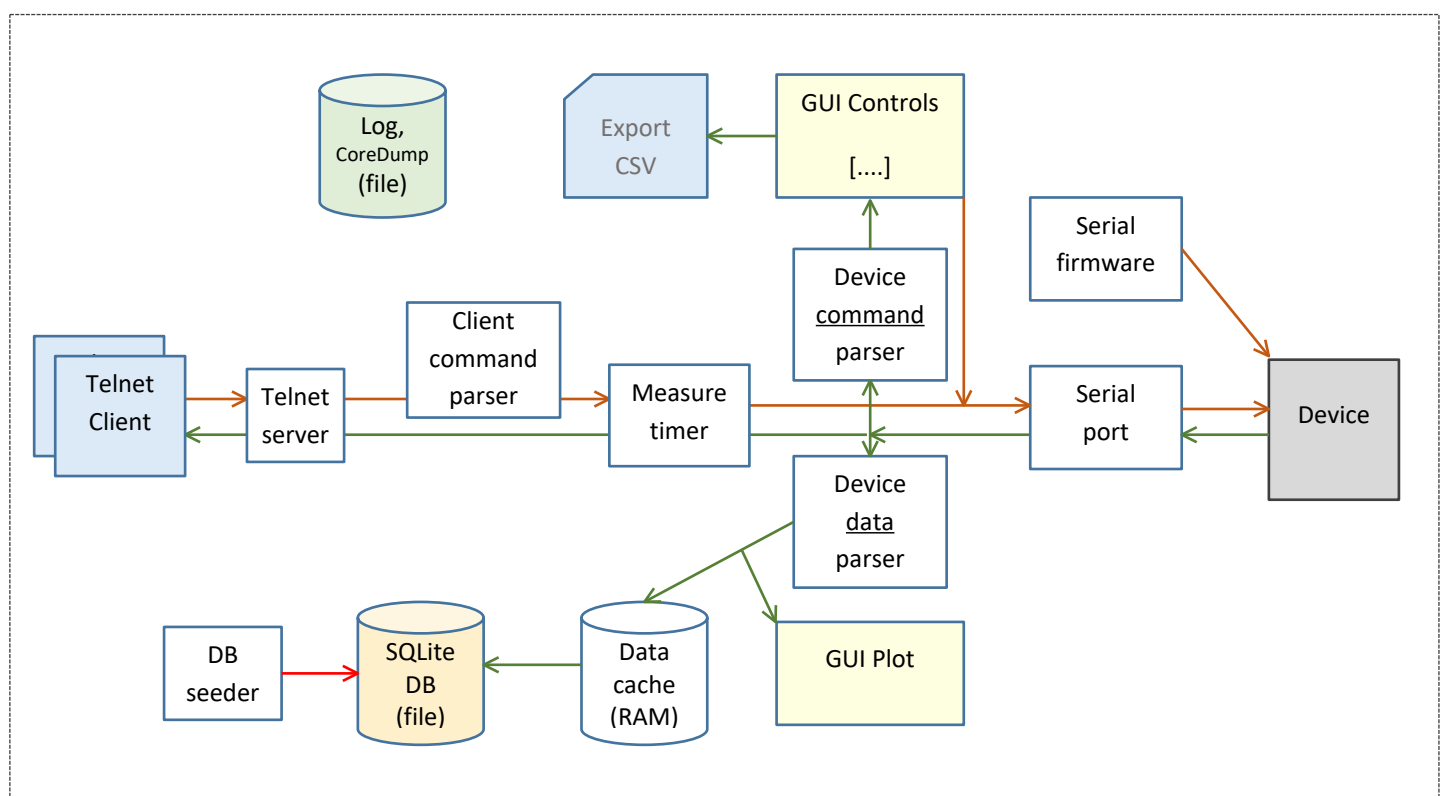 Log,
CoreDump
(file)
Export
CSV
GUI Controls
[....]
Serial
firmware
Device
command
parser
Client
command
parser
Telnet
Client
Telnet
server
Measure
timer
Serial
port
Device
Device
data
parser
DB
seeder
SQLite
DB
(file)
Data
cache
(RAM)
GUI Plot